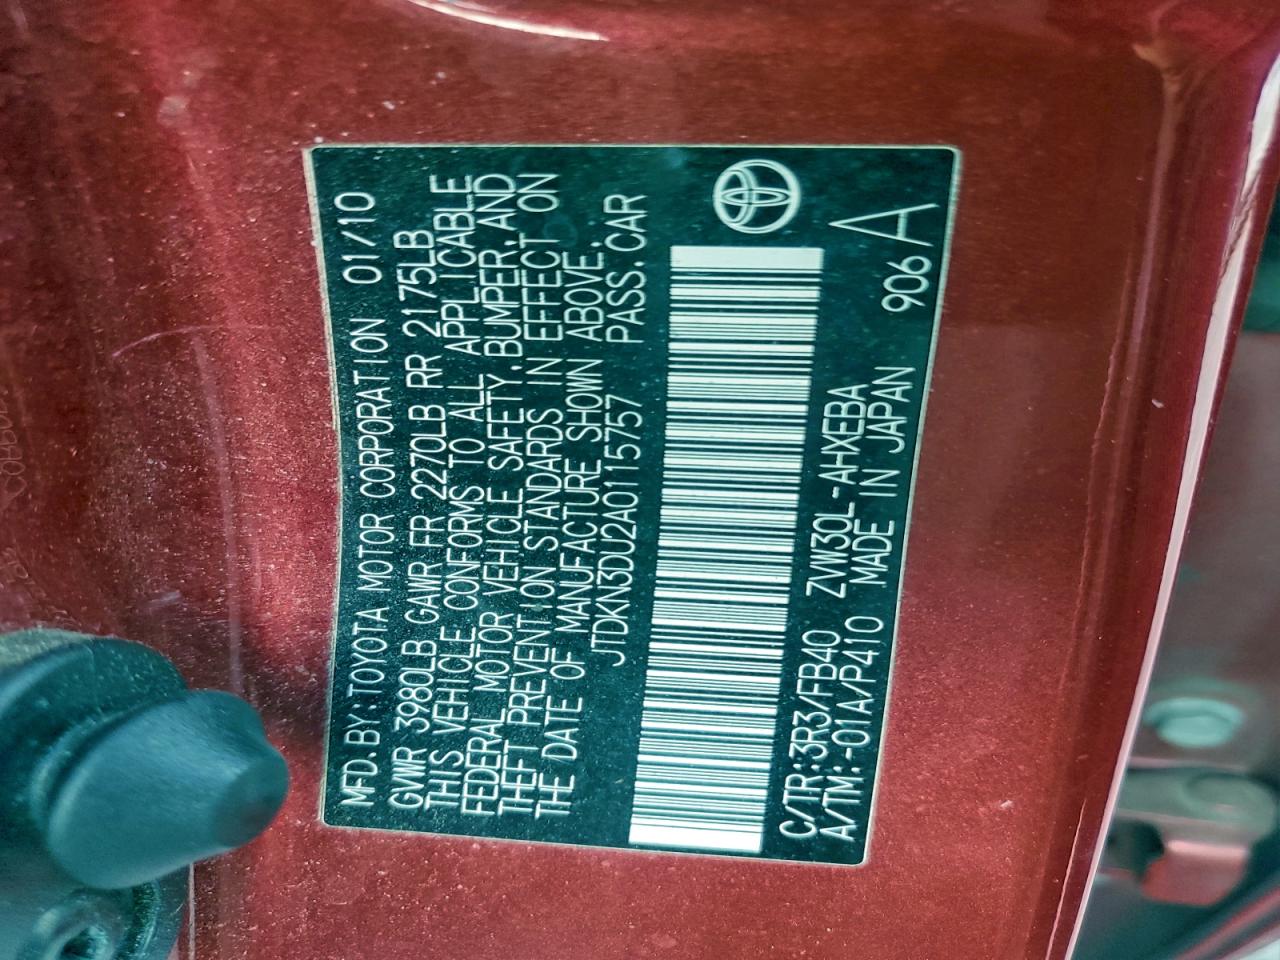 MFD.BY:TOYOTA MOTOR CORPORATION 01/10
GVWR 3980LB GAWR FR 2270LB RR 2175LB
THIS VEHICLE CONFORMS TO ALL APPLICABLE
FEDERAL MOTOR VEHICLE SAFETY, BUMPER, AND
THEFT PREVENTION STANDARDS IN EFFECT ON
THE DATE OF MANUFACTURE SHOWN ABOVE.
JTDKN3DU2A0115757 PASS.CAR
C/TR:3R3/FB40 ZVW30L-AHXEBA
A/TM:-01A/P410 MADE IN JAPAN 906 A